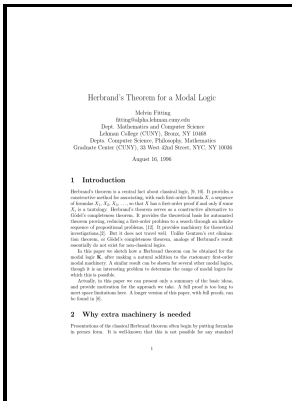 Herbrand's Theorem for a Modal Logic
Melvin Fitting
fitting@alpha.lehman.cuny.edu
Dept. Mathematics and Computer Science
Lehman College (CUNY), Bronx, NY 10468
Depts. Computer Science, Philosophy, Mathematics
Graduate Center (CUNY), 33 West 42nd Street, NYC, NY 10036
August 16, 1996
1 Introduction
Herbrand's theorem is a central fact about classical logic, [9, 10]. It provides a
constructive method for associating, with each first-order formula X, a sequence
of formulas X₁, X₂, X₃, . . . , so that X has a first-order proof if and only if some
Xᵢ is a tautology. Herbrand's theorem serves as a constructive alternative to
Gödel's completeness theorem. It provides the theoretical basis for automated
theorem proving, reducing a first-order problem to a search through an infinite
sequence of propositional problems, [12]. It provides machinery for theoretical
investigations,[2]. But it does not travel well. Unlike Gentzen's cut elimina-
tion theorem, or Gödel's completeness theorem, analogs of Herbrand's result
essentially do not exist for non-classical logics.
In this paper we sketch how a Herbrand theorem can be obtained for the
modal logic K, after making a natural addition to the customary first-order
modal machinery. A similar result can be shown for several other modal logics,
though it is an interesting problem to determine the range of modal logics for
which this is possible.
Actually, in this paper we can present only a summary of the basic ideas,
and provide motivation for the approach we take. A full proof is too long to
meet space limitations here. A longer version of this paper, with full proofs, can
be found in [8].
2 Why extra machinery is needed
Presentations of the classical Herbrand theorem often begin by putting formulas
in prenex form. It is well-known that this is not possible for any standard
1